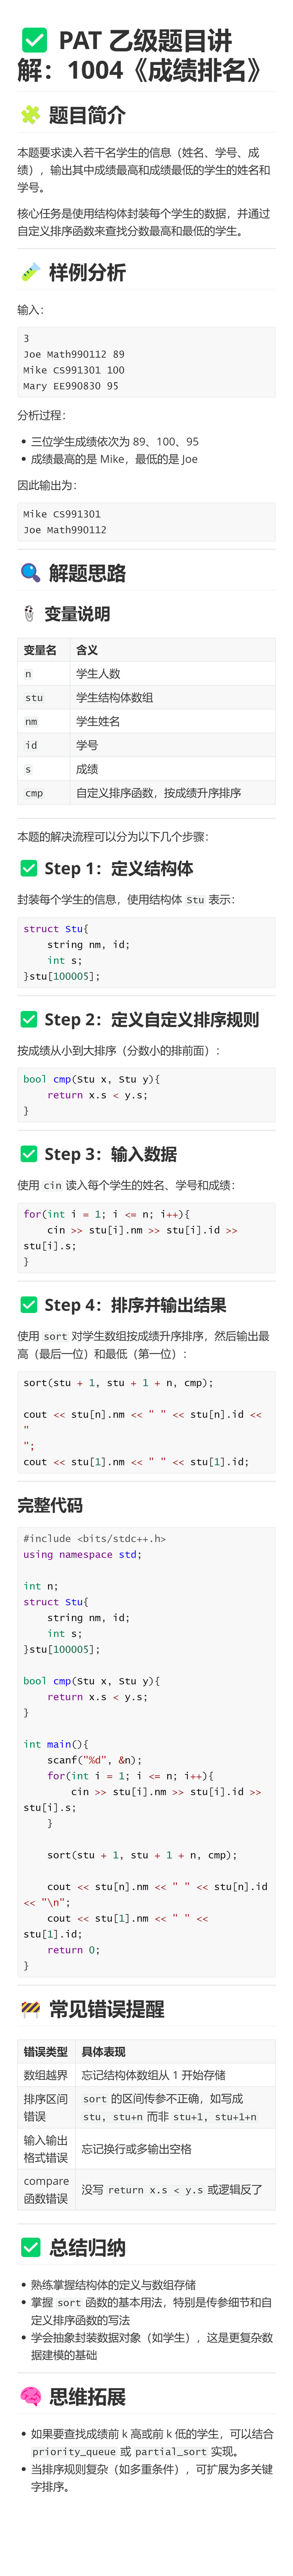 ✅ PAT 乙级题目讲
解：1004《成绩排名》
🧩 题目简介
本题要求读入若干名学生的信息（姓名、学号、成
绩），输出其中成绩最高和成绩最低的学生的姓名和
学号。
核心任务是使用结构体封装每个学生的数据，并通过
自定义排序函数来查找分数最高和最低的学生。
🧪 样例分析
输入：
3
Joe Math990112 89
Mike CS991301 100
Mary EE990830 95
分析过程：
• 三位学生成绩依次为 89、100、95
• 成绩最高的是 Mike，最低的是 Joe
因此输出为：
Mike CS991301
Joe Math990112
🔍 解题思路
🖇️ 变量说明
变量名 含义
n 学生人数
stu 学生结构体数组
nm 学生姓名
id 学号
s 成绩
cmp 自定义排序函数，按成绩升序排序
本题的解决流程可以分为以下几个步骤：
✅ Step 1：定义结构体
封装每个学生的信息，使用结构体 Stu 表示：
struct Stu{
    string nm, id;
    int s;
}stu[100005];
✅ Step 2：定义自定义排序规则
按成绩从小到大排序（分数小的排前面）：
bool cmp(Stu x, Stu y){
    return x.s < y.s;
}
✅ Step 3：输入数据
使用 cin 读入每个学生的姓名、学号和成绩：
for(int i = 1; i <= n; i++){
    cin >> stu[i].nm >> stu[i].id >>
stu[i].s;
}
✅ Step 4：排序并输出结果
使用 sort 对学生数组按成绩升序排序，然后输出最
高（最后一位）和最低（第一位）：
sort(stu + 1, stu + 1 + n, cmp);
cout << stu[n].nm << " " << stu[n].id <<
"
";
cout << stu[1].nm << " " << stu[1].id;
完整代码
#include <bits/stdc++.h>
using namespace std;
int n;
struct Stu{
    string nm, id;
    int s;
}stu[100005];
bool cmp(Stu x, Stu y){
    return x.s < y.s;
}
int main(){
    scanf("%d", &n);
    for(int i = 1; i <= n; i++){
        cin >> stu[i].nm >> stu[i].id >>
stu[i].s;
    }
    sort(stu + 1, stu + 1 + n, cmp);
    cout << stu[n].nm << " " << stu[n].id
<< "\n";
    cout << stu[1].nm << " " <<
stu[1].id;
    return 0;
}
🚧 常见错误提醒
错误类型 具体表现
数组越界 忘记结构体数组从 1 开始存储
排序区间
错误 sort 的区间传参不正确，如写成
stu, stu+n 而非 stu+1, stu+1+n
输入输出
格式错误 忘记换行或多输出空格
compare
函数错误 没写 return x.s < y.s 或逻辑反了
✅ 总结归纳
• 熟练掌握结构体的定义与数组存储
• 掌握 sort 函数的基本用法，特别是传参细节和自
定义排序函数的写法
• 学会抽象封装数据对象（如学生），这是更复杂数
据建模的基础
🧠 思维拓展
• 如果要查找成绩前 k 高或前 k 低的学生，可以结合
priority_queue 或 partial_sort 实现。
• 当排序规则复杂（如多重条件），可扩展为多关键
字排序。